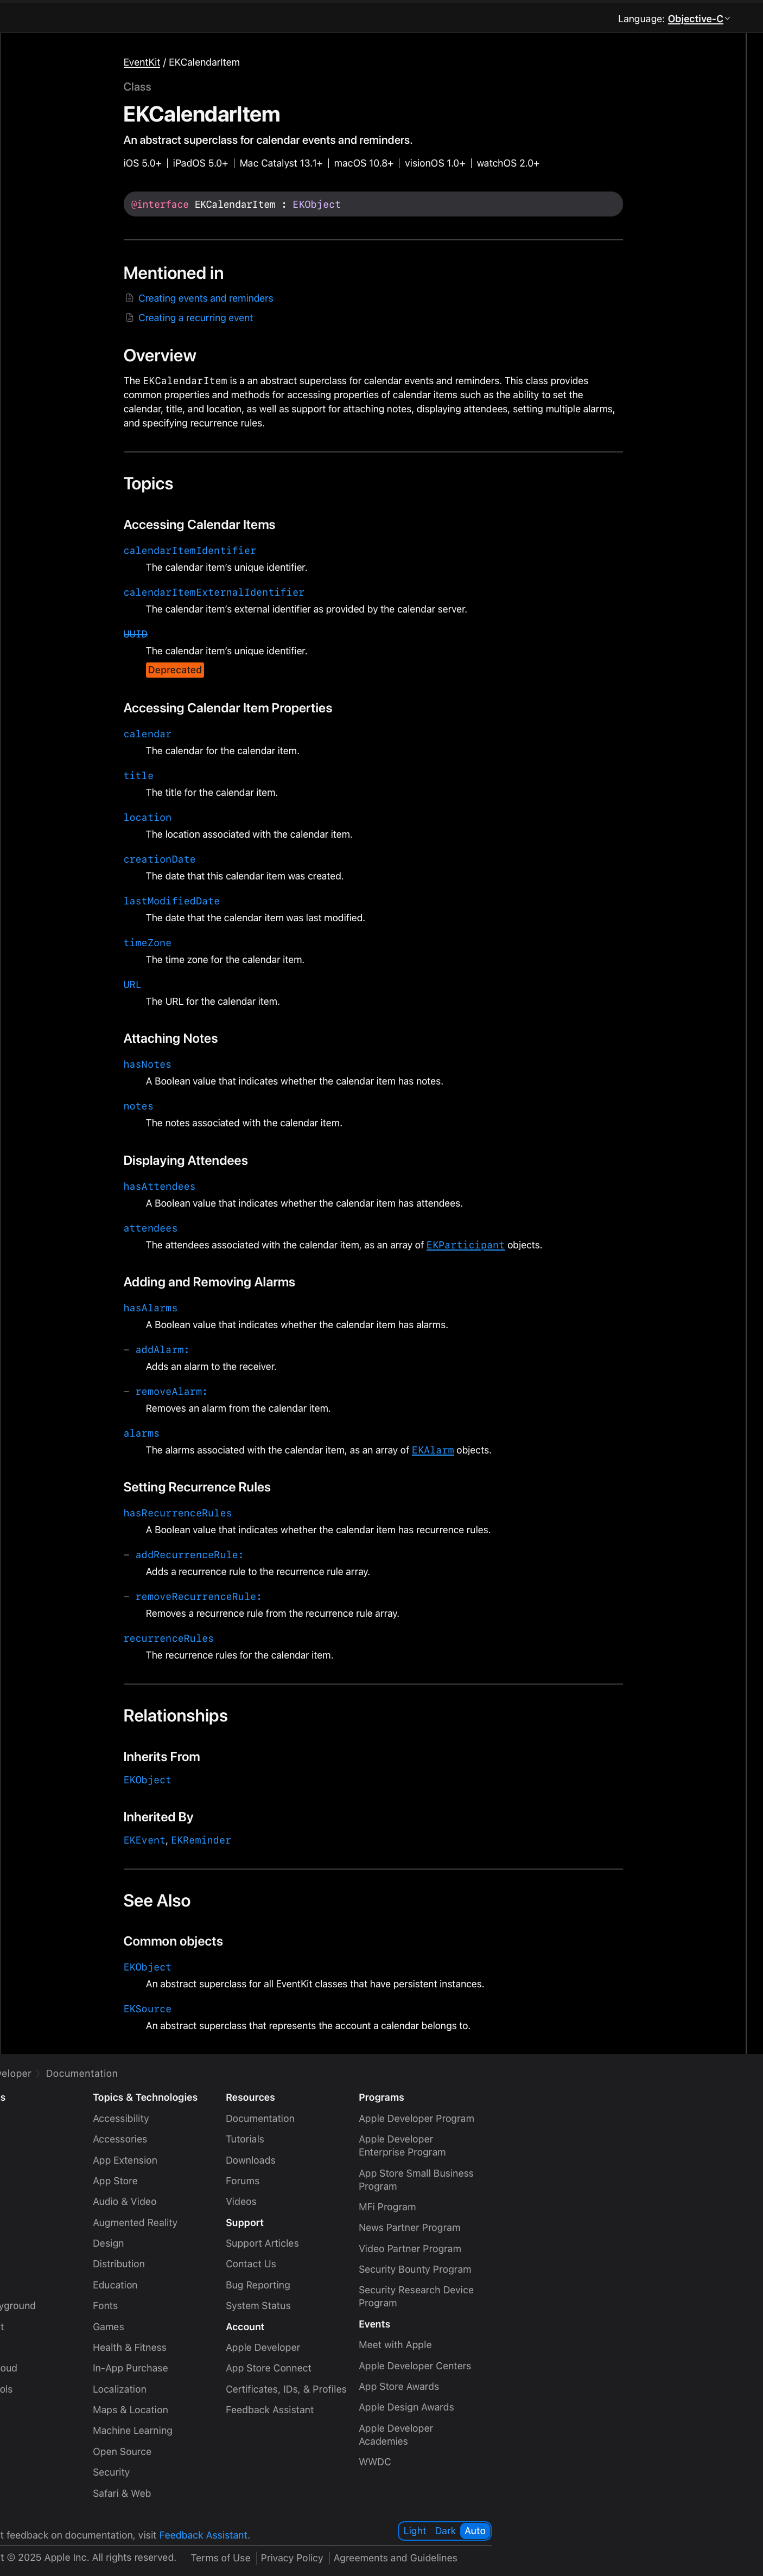 Language: Objective-C
EventKit / EKCalendarItem
Class
EKCalendarItem
An abstract superclass for calendar events and reminders.
iOS 5.0+ | iPadOS 5.0+ | Mac Catalyst 13.1+ | macOS 10.8+ | visionOS 1.0+ | watchOS 2.0+
@interface EKCalendarItem : EKObject
Mentioned in
Creating events and reminders
Creating a recurring event
Overview
The EKCalendarItem is a an abstract superclass for calendar events and reminders. This class provides
common properties and methods for accessing properties of calendar items such as the ability to set the
calendar, title, and location, as well as support for attaching notes, displaying attendees, setting multiple alarms,
and specifying recurrence rules.
Topics
Accessing Calendar Items
calendarItemIdentifier
The calendar item’s unique identifier.
calendarItemExternalIdentifier
The calendar item’s external identifier as provided by the calendar server.
UUID
The calendar item’s unique identifier.
Deprecated
Accessing Calendar Item Properties
calendar
The calendar for the calendar item.
title
The title for the calendar item.
location
The location associated with the calendar item.
creationDate
The date that this calendar item was created.
lastModifiedDate
The date that the calendar item was last modified.
timeZone
The time zone for the calendar item.
URL
The URL for the calendar item.
Attaching Notes
hasNotes
A Boolean value that indicates whether the calendar item has notes.
notes
The notes associated with the calendar item.
Displaying Attendees
hasAttendees
A Boolean value that indicates whether the calendar item has attendees.
attendees
The attendees associated with the calendar item, as an array of EKParticipant objects.
Adding and Removing Alarms
hasAlarms
A Boolean value that indicates whether the calendar item has alarms.
- addAlarm:
Adds an alarm to the receiver.
- removeAlarm:
Removes an alarm from the calendar item.
alarms
The alarms associated with the calendar item, as an array of EKAlarm objects.
Setting Recurrence Rules
hasRecurrenceRules
A Boolean value that indicates whether the calendar item has recurrence rules.
- addRecurrenceRule:
Adds a recurrence rule to the recurrence rule array.
- removeRecurrenceRule:
Removes a recurrence rule from the recurrence rule array.
recurrenceRules
The recurrence rules for the calendar item.
Relationships
Inherits From
EKObject
Inherited By
EKEvent, EKReminder
See Also
Common objects
EKObject
An abstract superclass for all EventKit classes that have persistent instances.
EKSource
An abstract superclass that represents the account a calendar belongs to.
veloper > Documentation
s
yground
t
oud
ols
Topics & Technologies
Accessibility
Accessories
App Extension
App Store
Audio & Video
Augmented Reality
Design
Distribution
Education
Fonts
Games
Health & Fitness
In-App Purchase
Localization
Maps & Location
Machine Learning
Open Source
Security
Safari & Web
Resources
Documentation
Tutorials
Downloads
Forums
Videos
Support
Support Articles
Contact Us
Bug Reporting
System Status
Account
Apple Developer
App Store Connect
Certificates, IDs, & Profiles
Feedback Assistant
Programs
Apple Developer Program
Apple Developer
Enterprise Program
App Store Small Business
Program
MFi Program
News Partner Program
Video Partner Program
Security Bounty Program
Security Research Device
Program
Events
Meet with Apple
Apple Developer Centers
App Store Awards
Apple Design Awards
Apple Developer
Academies
WWDC
t feedback on documentation, visit Feedback Assistant.
Light Dark Auto
t © 2025 Apple Inc. All rights reserved. Terms of Use | Privacy Policy | Agreements and Guidelines